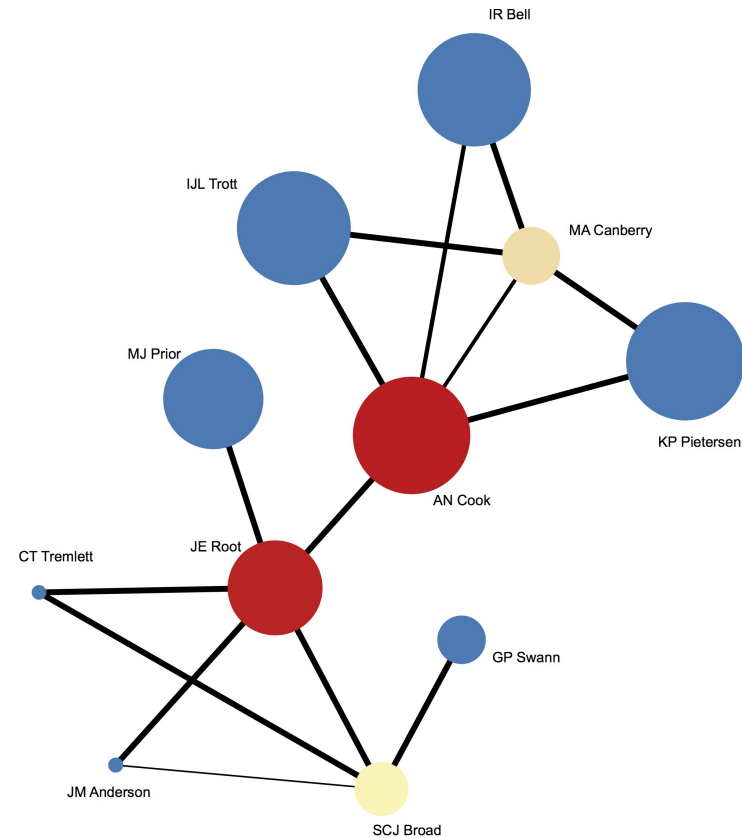 IR Bell
IJL Trott
MA Canberry
MJ Prior
KP Pietersen
AN Cook
JE Root
CT Tremlett
GP Swann
JM Anderson
SCJ Broad